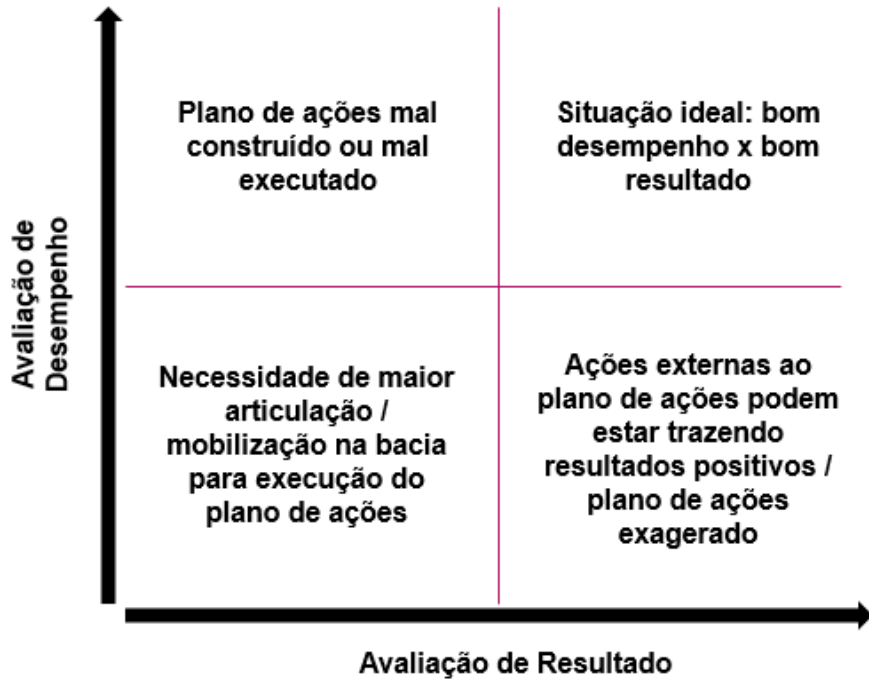 Plano de ações mal
construído ou mal
executado
Situação ideal: bom
desempenho x bom
resultado
Avaliação de
Desempenho
Necessidade de maior
articulação /
mobilização na bacia
para execução do
plano de ações
Ações externas ao
plano de ações podem
estar trazendo
resultados positivos /
plano de ações
exagerado
Avaliação de Resultado